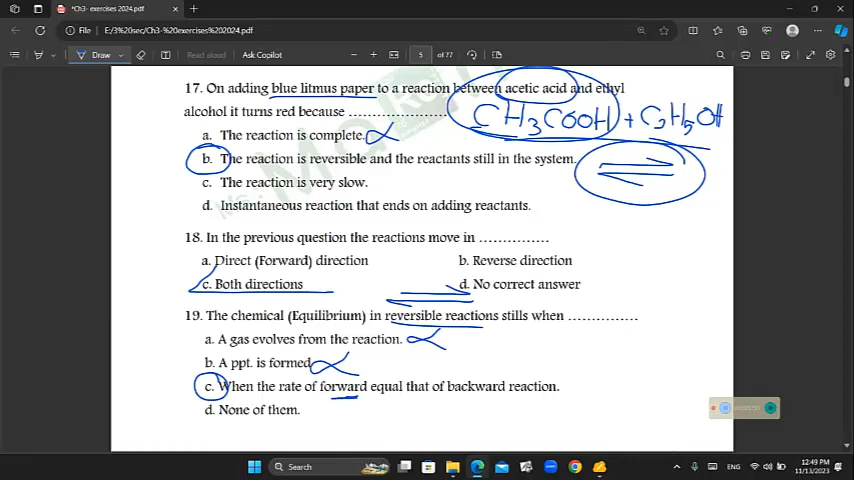 *Ch3- exercises 2024.pdf
File
E:/3 %20sec/Ch3-%20exercises%202024.pdf
Draw
Read aloud
Ask Copilot
5 of 77
17. On adding blue litmus paper to a reaction between acetic acid and ethyl
alcohol it turns red because ........................
CH3COOH + C2H5OH
a. The reaction is complete.
b. The reaction is reversible and the reactants still in the system.
c. The reaction is very slow.
d. Instantaneous reaction that ends on adding reactants.
18. In the previous question the reactions move in ...............
a. Direct (Forward) direction
b. Reverse direction
c. Both directions
d. No correct answer
19. The chemical (Equilibrium) in reversible reactions stills when ...............
a. A gas evolves from the reaction.
b. A ppt. is formed
c. When the rate of forward equal that of backward reaction.
d. None of them.
Search
ENG
12:49 PM
11/13/2023